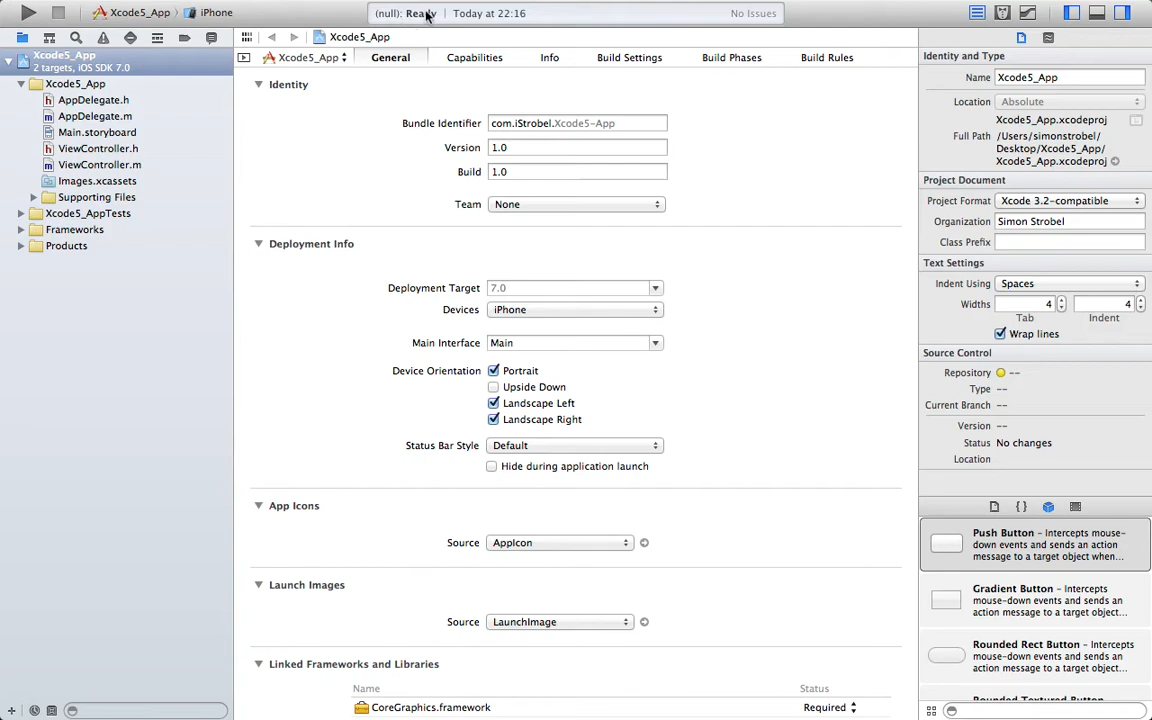 Xcode5_App iPhone
(null): Ready Today at 22:16 No Issues
Xcode5_App
2 targets, iOS SDK 7.0
Xcode5_App
AppDelegate.h
AppDelegate.m
Main.storyboard
ViewController.h
ViewController.m
Images.xcassets
Supporting Files
Xcode5_AppTests
Frameworks
Products
Xcode5_App
Xcode5_App General Capabilities Info Build Settings Build Phases Build Rules
Identity
Bundle Identifier com.iStrobel.Xcode5-App
Version 1.0
Build 1.0
Team None
Deployment Info
Deployment Target 7.0
Devices iPhone
Main Interface Main
Device Orientation Portrait
Upside Down
Landscape Left
Landscape Right
Status Bar Style Default
Hide during application launch
App Icons
Source AppIcon
Launch Images
Source LaunchImage
Linked Frameworks and Libraries
Name Status
CoreGraphics.framework Required
Identity and Type
Name Xcode5_App
Location Absolute
Xcode5_App.xcodeproj
Full Path /Users/simonstrobel/
Desktop/Xcode5_App/
Xcode5_App.xcodeproj
Project Document
Project Format Xcode 3.2-compatible
Organization Simon Strobel
Class Prefix
Text Settings
Indent Using Spaces
Widths 4 4
Tab Indent
Wrap lines
Source Control
Repository --
Type --
Current Branch --
Version --
Status No changes
Location
{ }
Push Button - Intercepts mouse-
down events and sends an
action message to a target object when...
Gradient Button - Intercepts
mouse-down events and sends an
action message to a target object...
Rounded Rect Button - Intercepts
mouse-down events and sends an
action message to a target object...
Rounded Textured Button